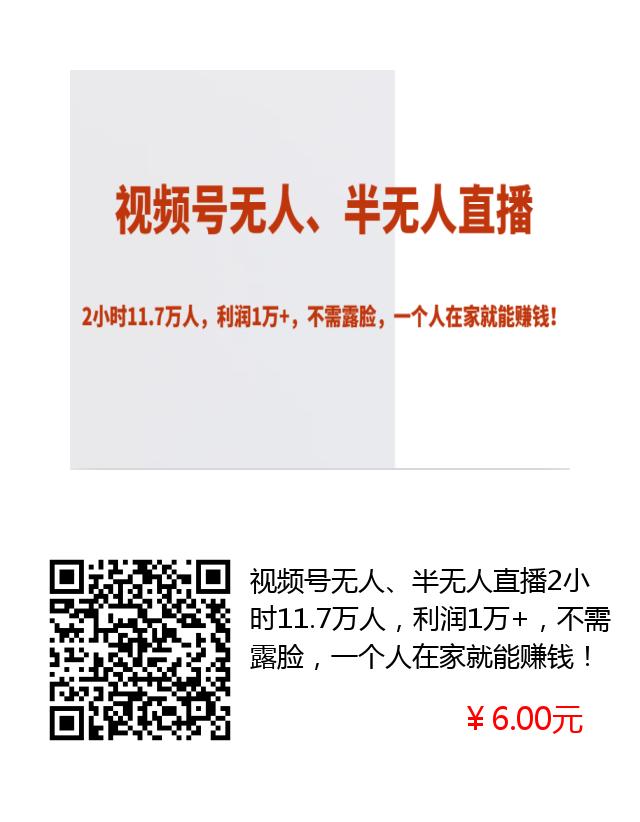 视频号无人、半无人直播
2小时11.7万人，利润1万+，不需露脸，一个人在家就能赚钱!
视频号无人、半无人直播2小
时11.7万人，利润1万+，不需
露脸，一个人在家就能赚钱！
¥ 6.00元